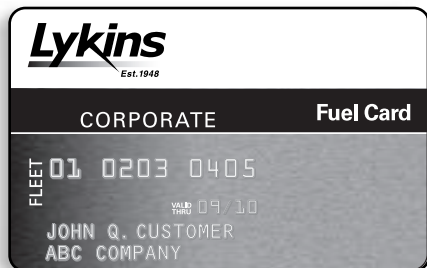 Lykins
Est.1948
CORPORATE Fuel Card
FLEET
01 0203 0405
VALID THRU 09/10
JOHN Q. CUSTOMER
ABC COMPANY